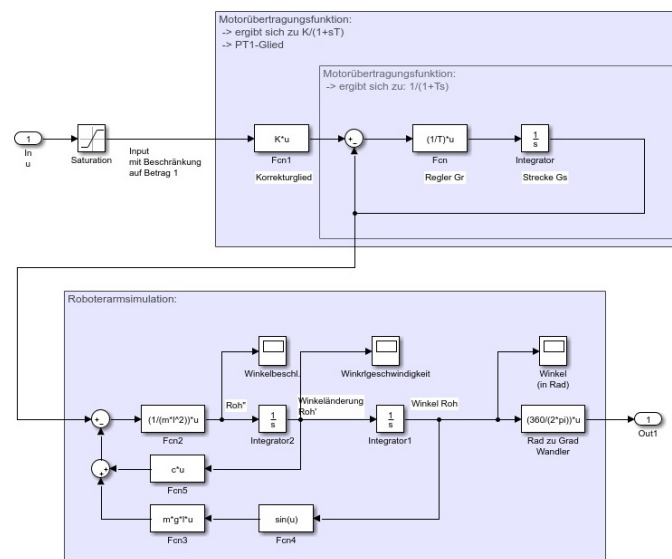 Motorübertragungsfunktion:
-> ergibt sich zu K/(1+sT)
-> PT1-Glied
Motorübertragungsfunktion:
-> ergibt sich zu: 1/(1+Ts)
1
In
u
Saturation
Input
mit Beschränkung
auf Betrag 1
K*u
Fcn1
Korrekturglied
(1/T)*u
Fcn
Regler Gr
1
s
Integrator
Strecke Gs
Roboterarmsimulation:
Winkelbeschl.
Winkrlgeschwindigkeit
Winkel
(in Rad)
(1/(m*l^2))*u
Fcn2
Roh''
1
s
Integrator2
Winkeländerung
Roh'
1
s
Integrator1
Winkel Roh
(360/(2*pi))*u
Rad zu Grad
Wandler
1
Out1
c*u
Fcn5
m*g*l*u
Fcn3
sin(u)
Fcn4